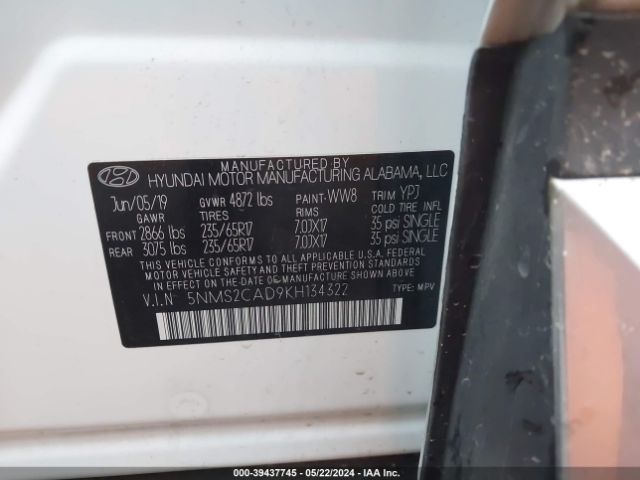 MANUFACTURED BY
HYUNDAI MOTOR MANUFACTURING ALABAMA, LLC
Jun/05/19 GVWR 4872 lbs PAINT-WW8 TRIM YPJ
GAWR TIRES RIMS COLD TIRE INFL
FRONT 2866 lbs 235/65R17 7.0JX17 35 psi SINGLE
REAR 3075 lbs 235/65R17 7.0JX17 35 psi SINGLE
THIS VEHICLE CONFORMS TO ALL APPLICABLE U.S.A. FEDERAL
MOTOR VEHICLE SAFETY AND THEFT PREVENTION STANDARDS
IN EFFECT ON THE DATE OF MANUFACTURE SHOWN ABOVE.
V.I.N 5NMS2CAD9KH134322 TYPE: MPV
000-39437745 - 05/22/2024 - IAA Inc.